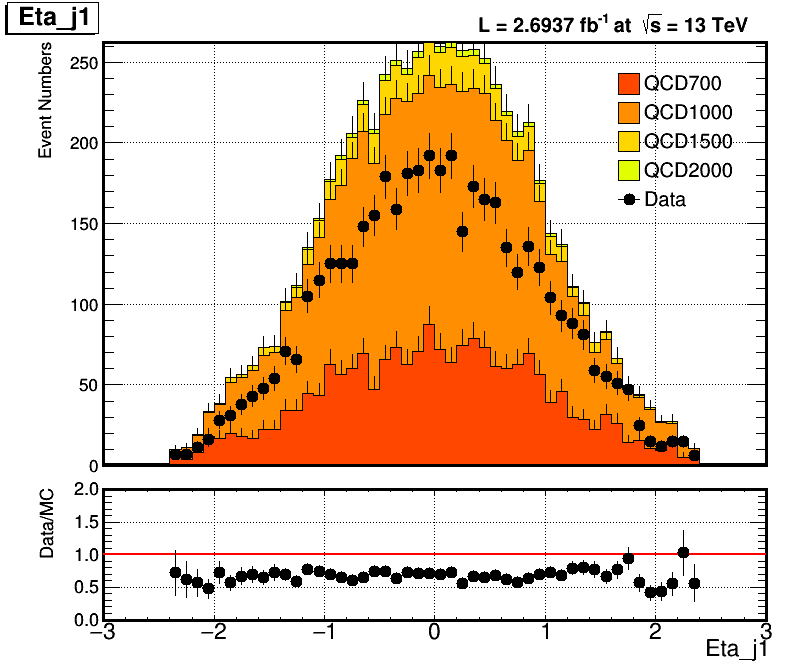 Eta_j1
L = 2.6937 fb⁻¹ at √s = 13 TeV
Event Numbers
250
200
150
100
50
0
QCD700
QCD1000
QCD1500
QCD2000
Data
Data/MC
2.0
1.5
1.0
0.5
0.0
−3 −2 −1 0 1 2 3
Eta_j1